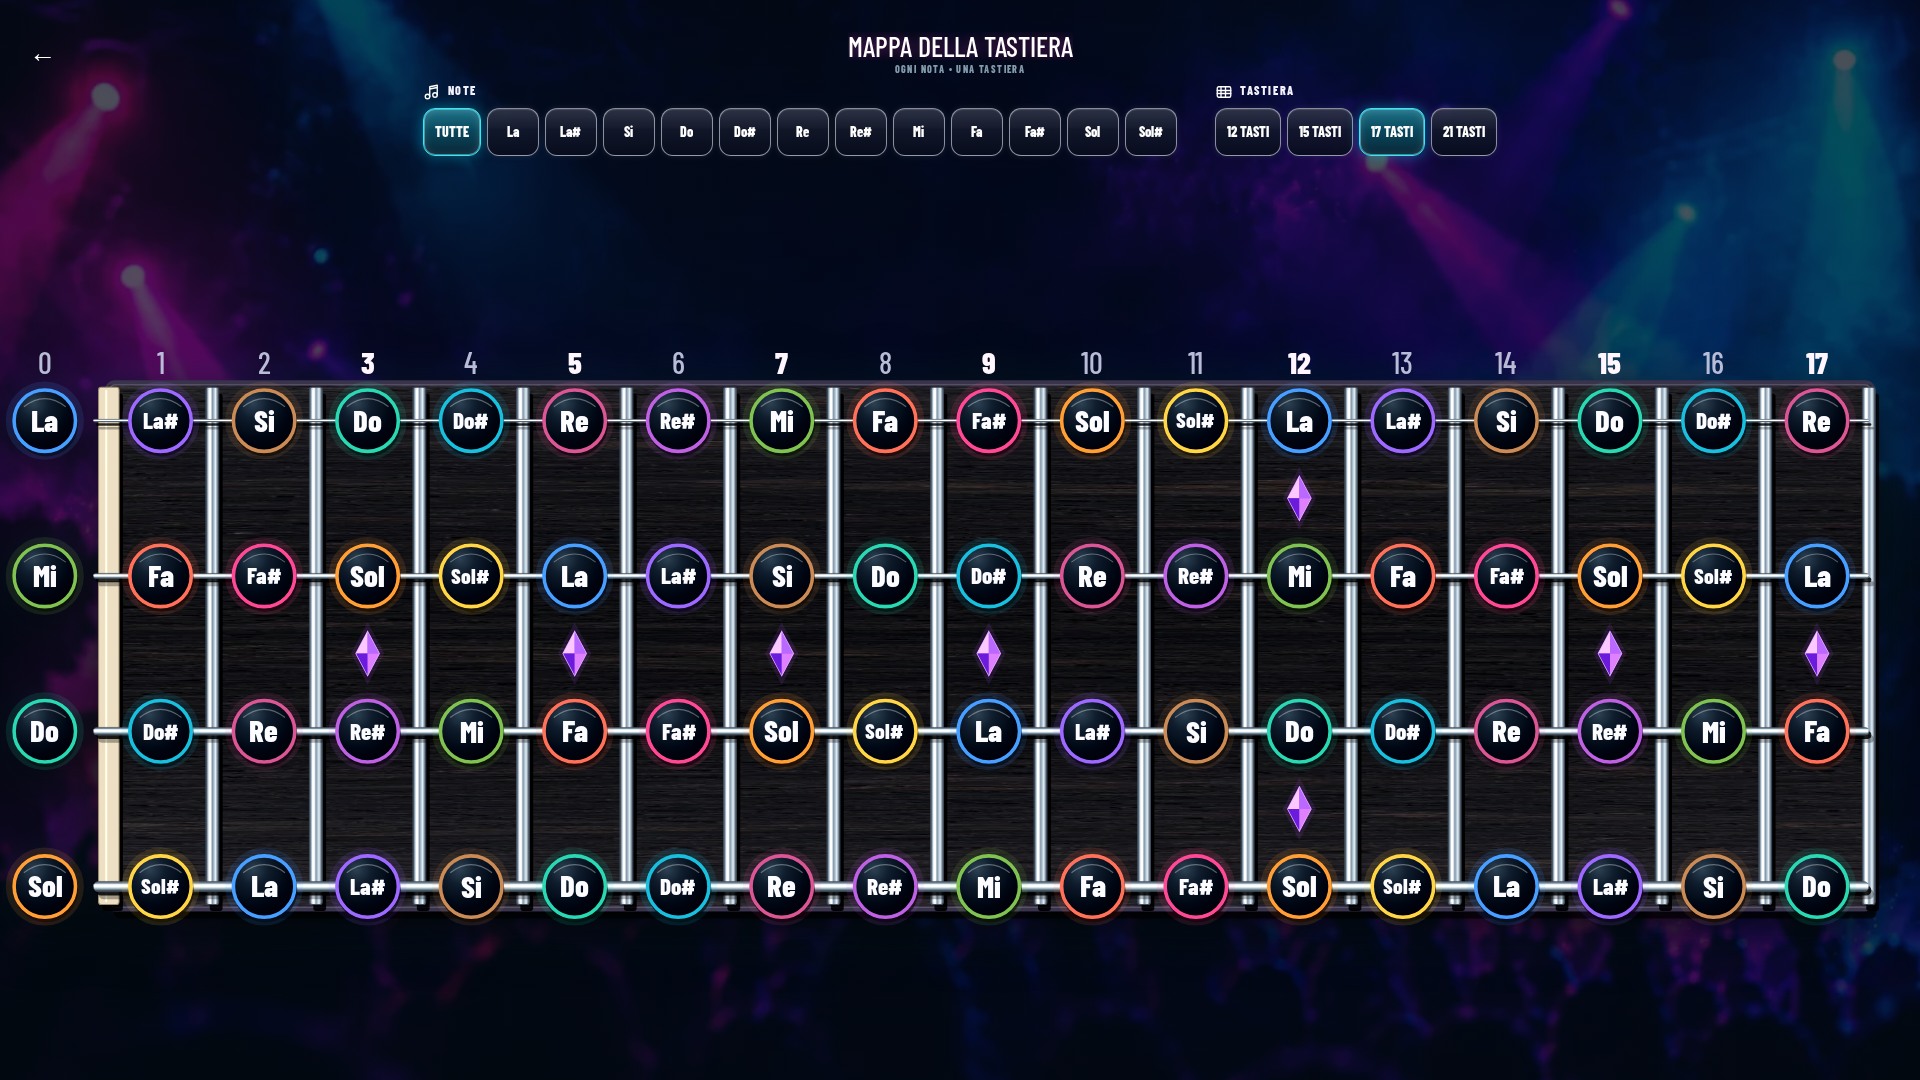 ←
MAPPA DELLA TASTIERA
OGNI NOTA • UNA TASTIERA
NOTE
TASTIERA
TUTTE La La# Si Do Do# Re Re# Mi Fa Fa# Sol Sol# 12 TASTI 15 TASTI 17 TASTI 21 TASTI
0 1 2 3 4 5 6 7 8 9 10 11 12 13 14 15 16 17
La La# Si Do Do# Re Re# Mi Fa Fa# Sol Sol# La La# Si Do Do# Re
Mi Fa Fa# Sol Sol# La La# Si Do Do# Re Re# Mi Fa Fa# Sol Sol# La
Do Do# Re Re# Mi Fa Fa# Sol Sol# La La# Si Do Do# Re Re# Mi Fa
Sol Sol# La La# Si Do Do# Re Re# Mi Fa Fa# Sol Sol# La La# Si Do